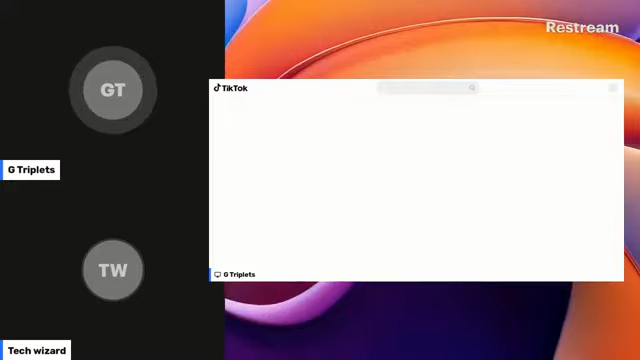 Restream
GT
TikTok
G Triplets
TW
G Triplets
Tech wizard